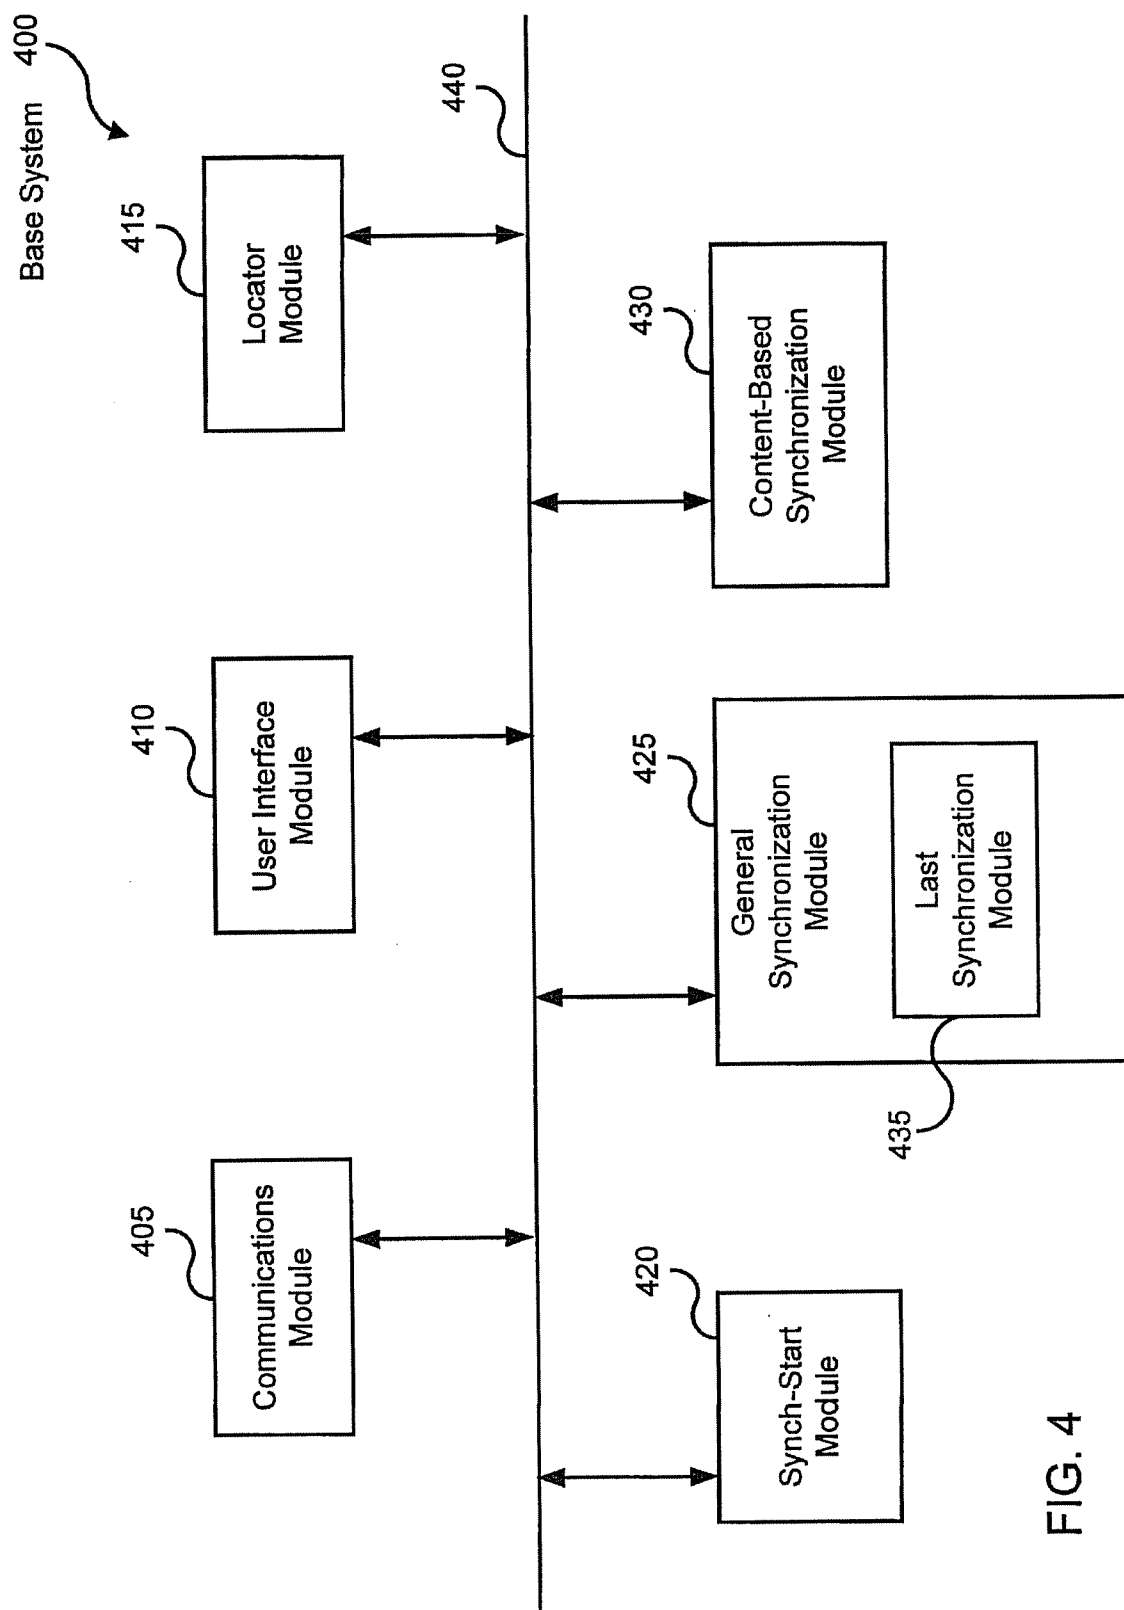 Base System 400
405
Communications
Module
410
User Interface
Module
415
Locator
Module
440
420
Synch-Start
Module
425
General
Synchronization
Module
435
Last
Synchronization
Module
430
Content-Based
Synchronization
Module
FIG. 4